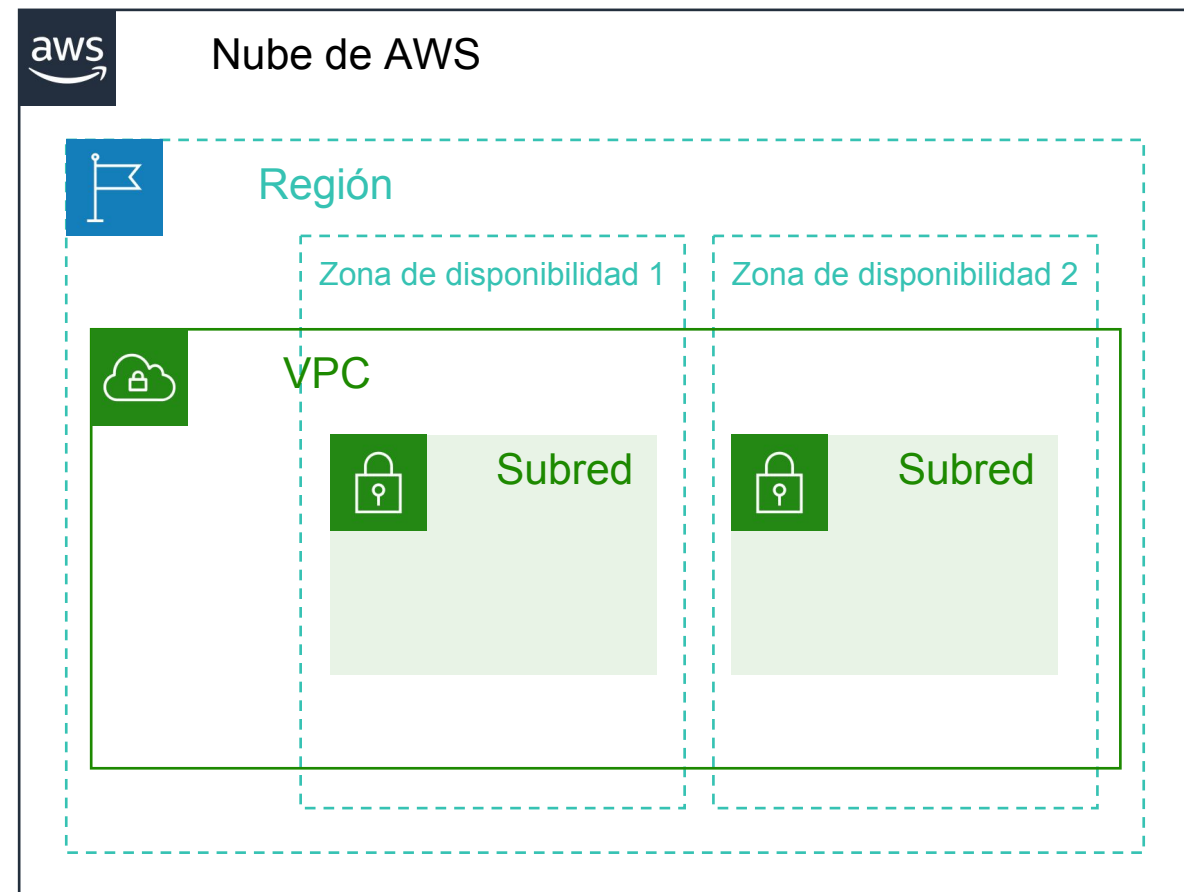 aws
Nube de AWS
Región
Zona de disponibilidad 1
Zona de disponibilidad 2
VPC
Subred
Subred